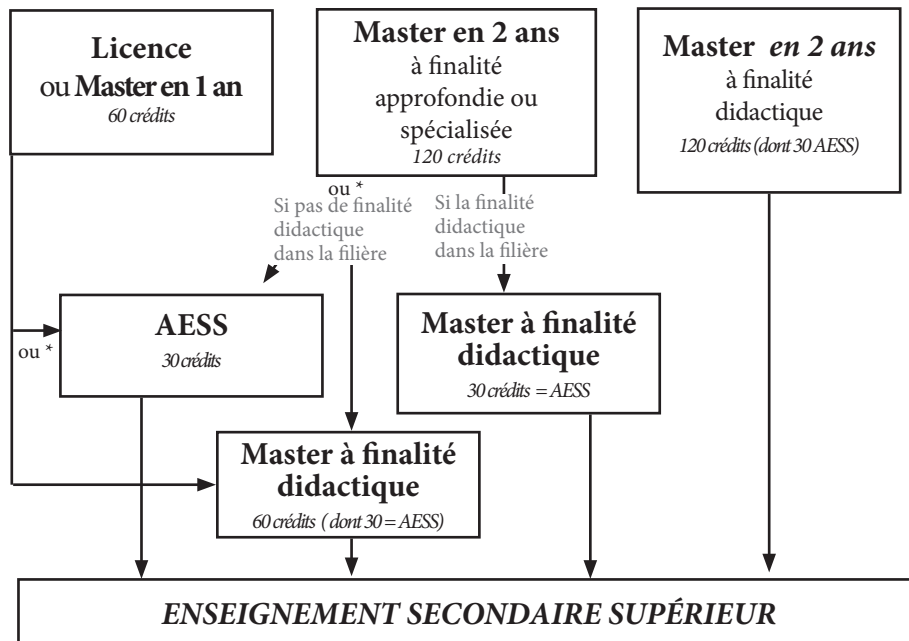 Licence
ou Master en 1 an
60 crédits
Master en 2 ans
à finalité
approfondie ou
spécialisée
120 crédits
Master en 2 ans
à finalité
didactique
120 crédits (dont 30 AESS)
ou *
Si pas de finalité
didactique
dans la filière
Si la finalité
didactique
dans la filière
AESS
30 crédits
ou *
Master à finalité
didactique
30 crédits = AESS
Master à finalité
didactique
60 crédits ( dont 30 = AESS)
ENSEIGNEMENT SECONDAIRE SUPÉRIEUR